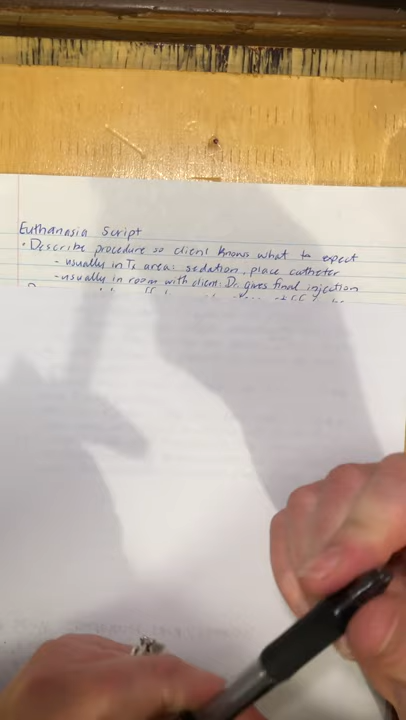 Euthanasia Script
• Describe procedure so client knows what to expect
- usually in Tx area: sedation, place catheter
- usually in room with client: Dr. gives final injection